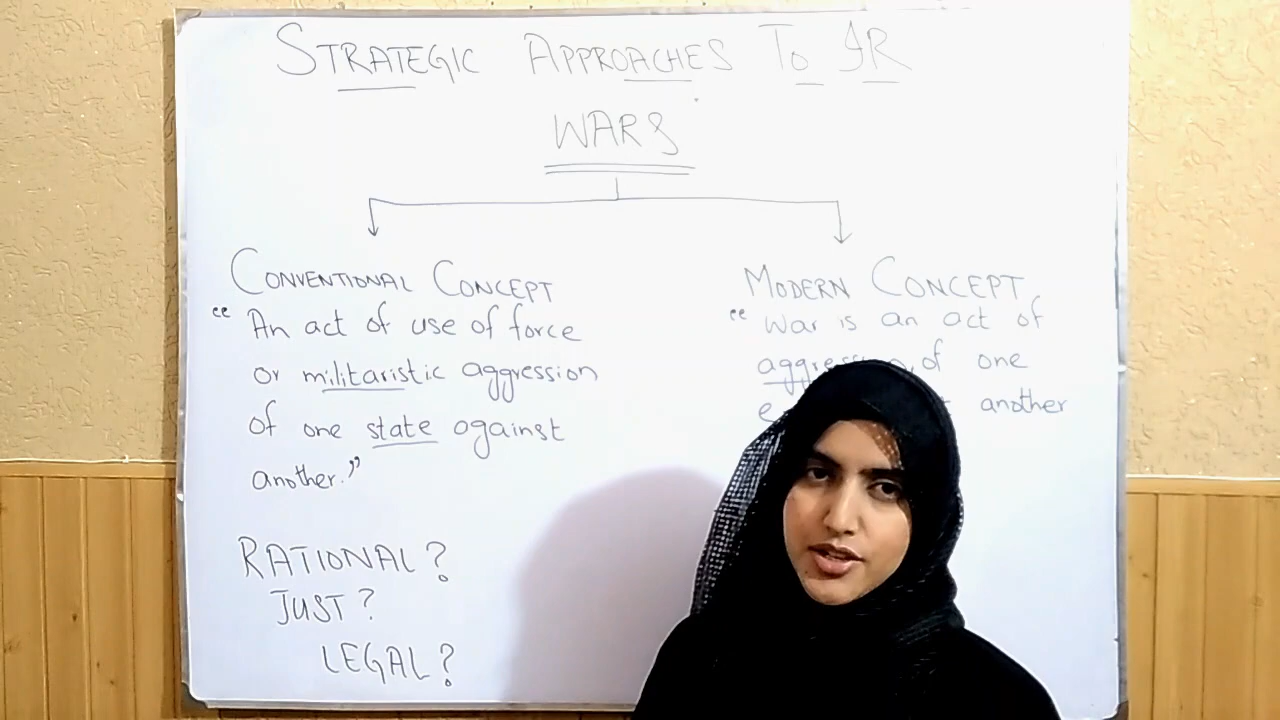 STRATEGIC APPROACHES TO IR
WARS
CONVENTIONAL CONCEPT
"An act of use of force
or militaristic aggression
of one state against
another."
RATIONAL?
JUST?
LEGAL?
MODERN CONCEPT
"War is an act of
of one
another